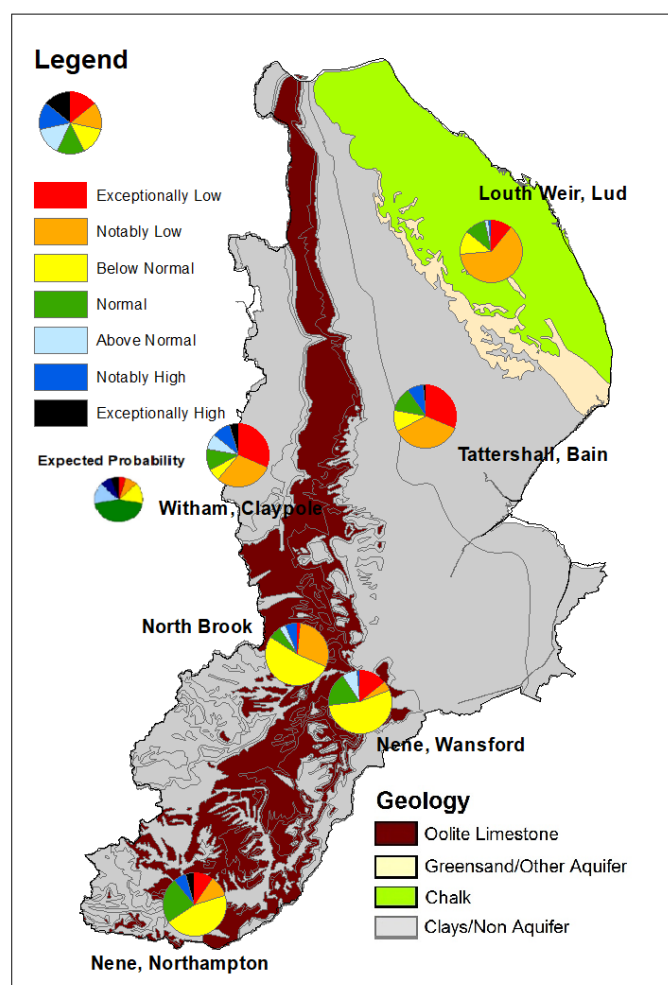 Legend
Exceptionally Low
Notably Low
Below Normal
Normal
Above Normal
Notably High
Exceptionally High
Expected Probability
Louth Weir, Lud
Tattershall, Bain
Witham, Claypole
North Brook
Nene, Wansford
Nene, Northampton
Geology
Oolite Limestone
Greensand/Other Aquifer
Chalk
Clays/Non Aquifer